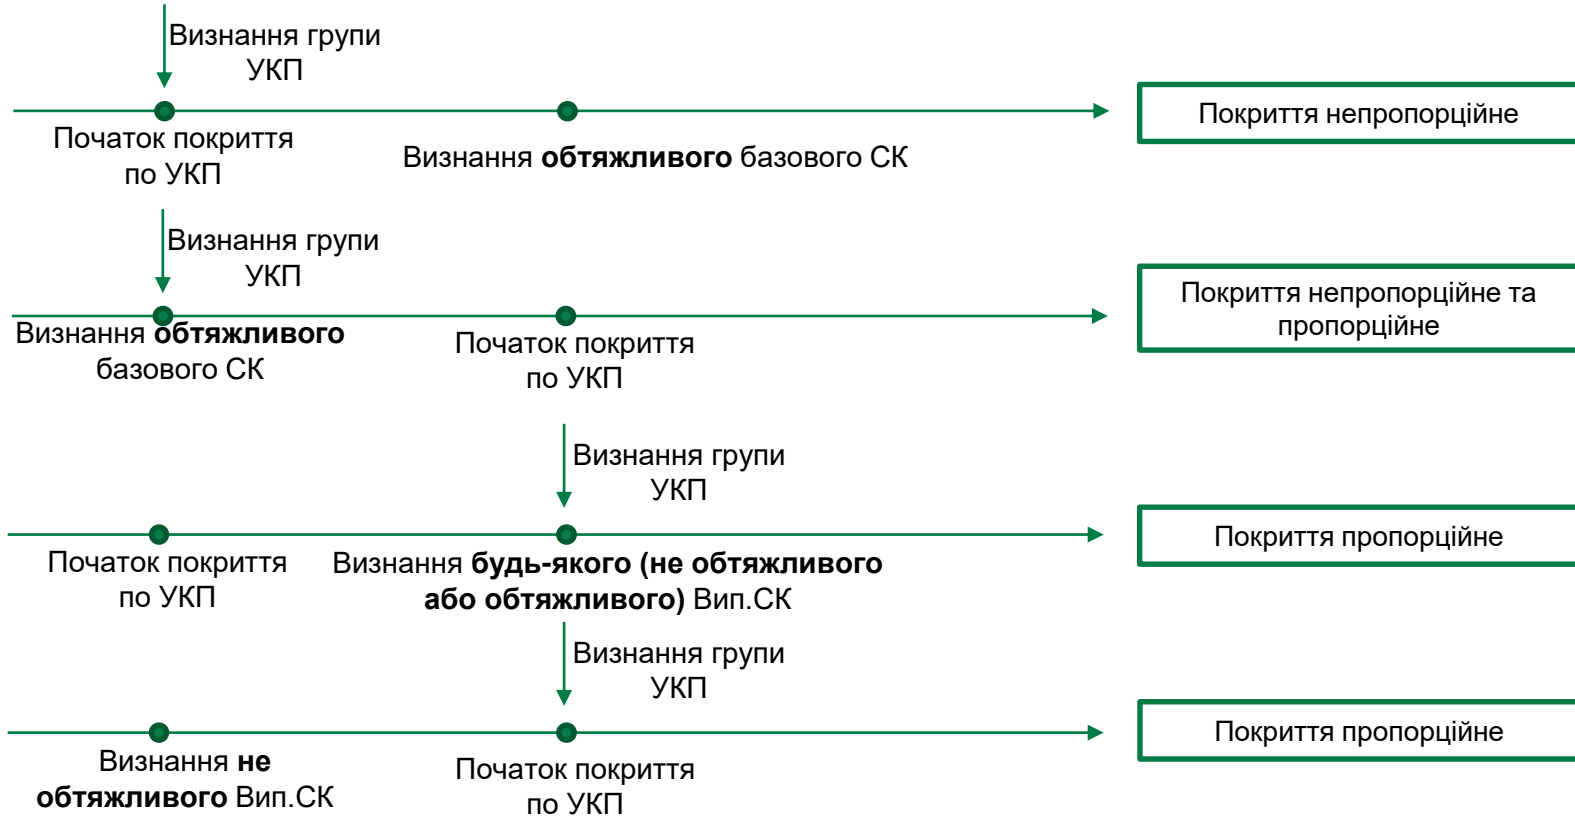 Визнання групи
УКП
Початок покриття
по УКП
Визнання обтяжливого базового СК
Покриття непропорційне
Визнання групи
УКП
Визнання обтяжливого
базового СК
Початок покриття
по УКП
Покриття непропорційне та
пропорційне
Визнання групи
УКП
Початок покриття
по УКП
Визнання будь-якого (не обтяжливого
або обтяжливого) Вип.СК
Покриття пропорційне
Визнання групи
УКП
Визнання не
обтяжливого Вип.СК
Початок покриття
по УКП
Покриття пропорційне